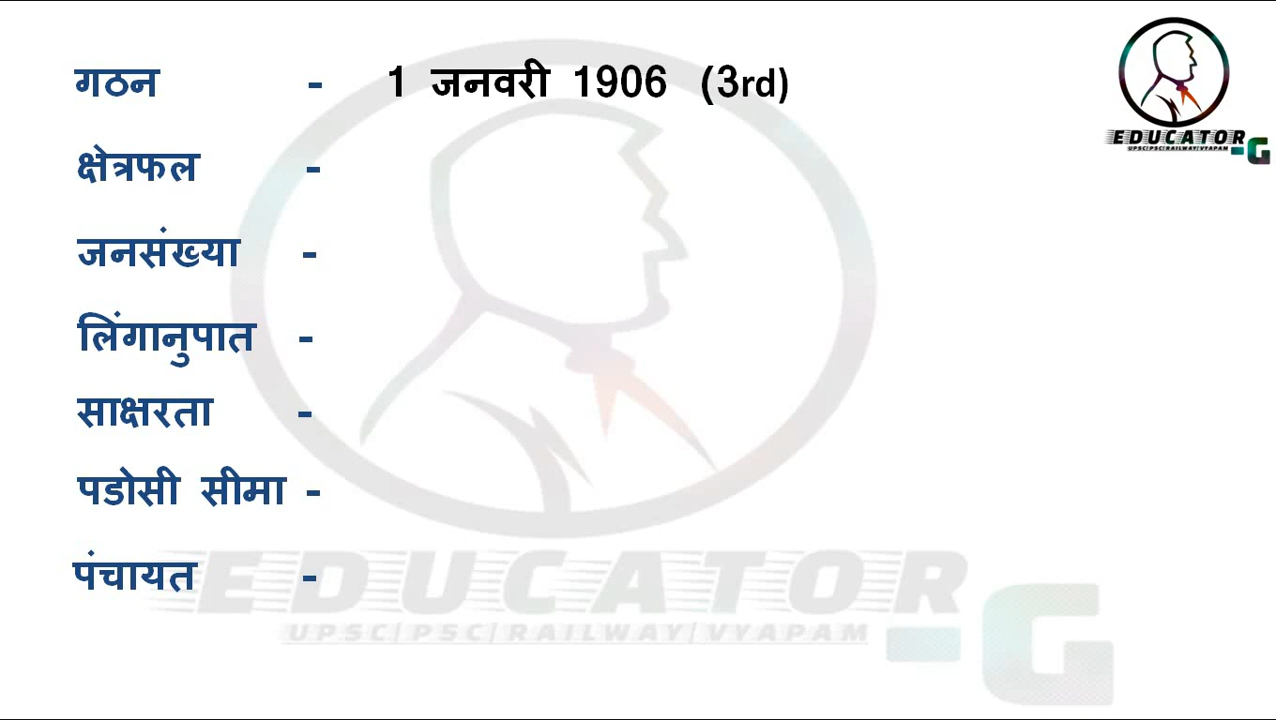 गठन - 1 जनवरी 1906 (3rd)
क्षेत्रफल -
जनसंख्या -
लिंगानुपात -
साक्षरता -
पडोसी सीमा -
पंचायत -
EDUCATOR
-G
UPSC|PSC|RAILWAY|VYAPAM
EDUCATOR
-G
UPSC|PSC|RAILWAY|VYAPAM